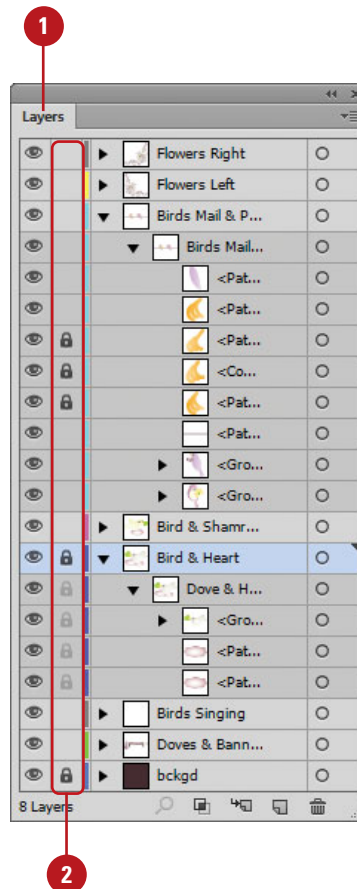 1
Layers
Flowers Right
Flowers Left
Birds Mail & P...
Birds Mail...
<Pat...
<Pat...
<Pat...
<Co...
<Pat...
<Pat...
<Gro...
<Gro...
Bird & Shamr...
Bird & Heart
Dove & H...
<Gro...
<Pat...
<Pat...
Birds Singing
Doves & Bann...
bckgd
8 Layers
2